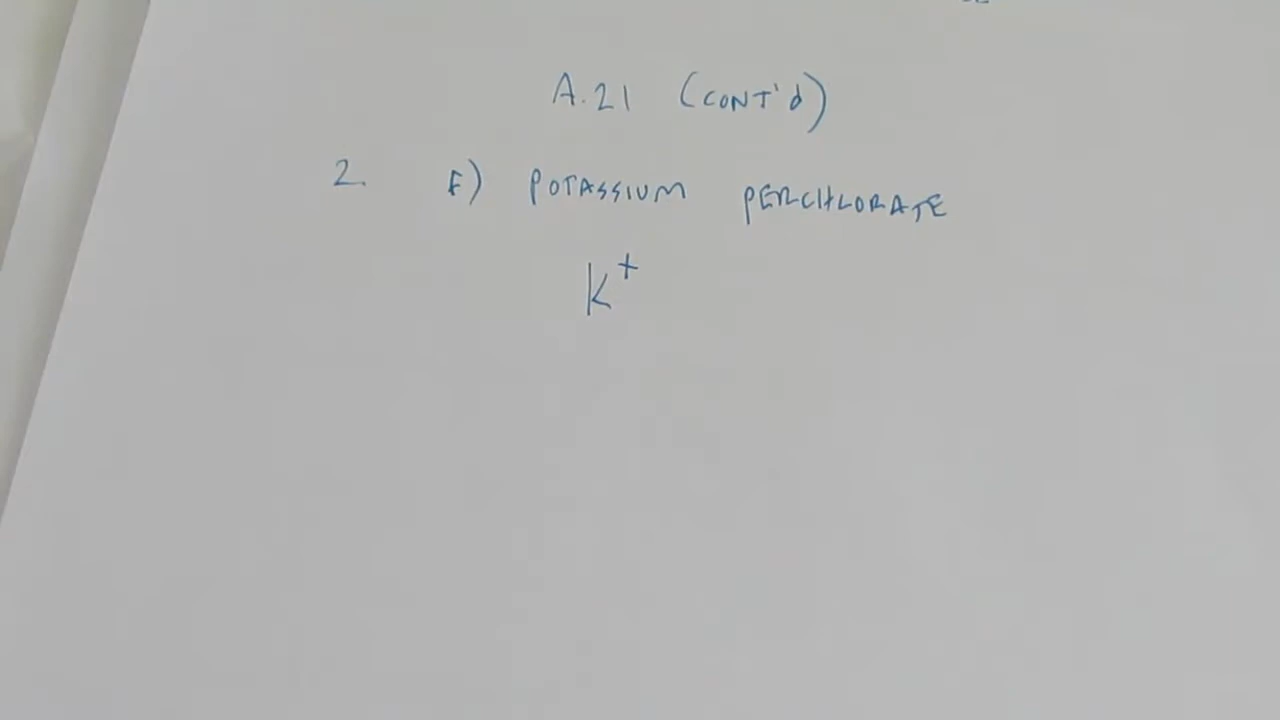 A.21 (CONT'd)
2. F) POTASSIUM PERCHLORATE
K⁺